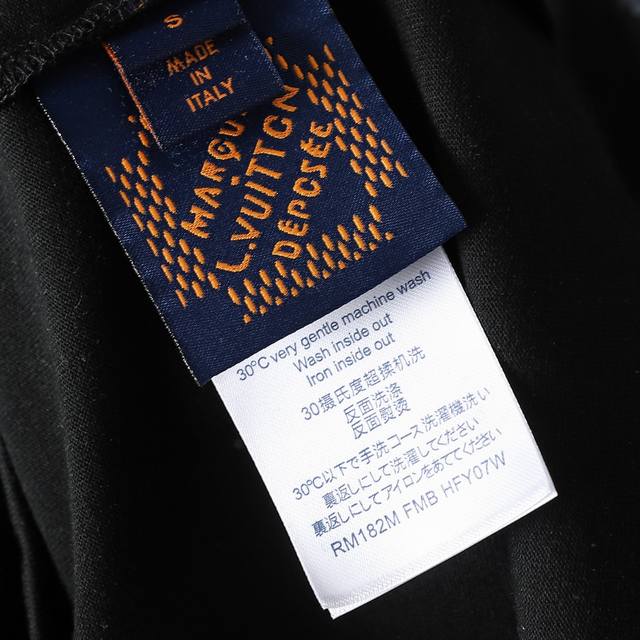 S
MADE
IN
ITALY
MARQUE
L.VUITTON
DEPOSÉE
30°C very gentle machine wash
Wash inside out
Iron inside out
30摄氏度超揉机洗
反面洗涤
反面熨烫
30°C以下で手洗コース洗濯機洗い
裏返しにして洗濯してください
裏返しにしてアイロンをあててください
RM182M FMB HFY07W